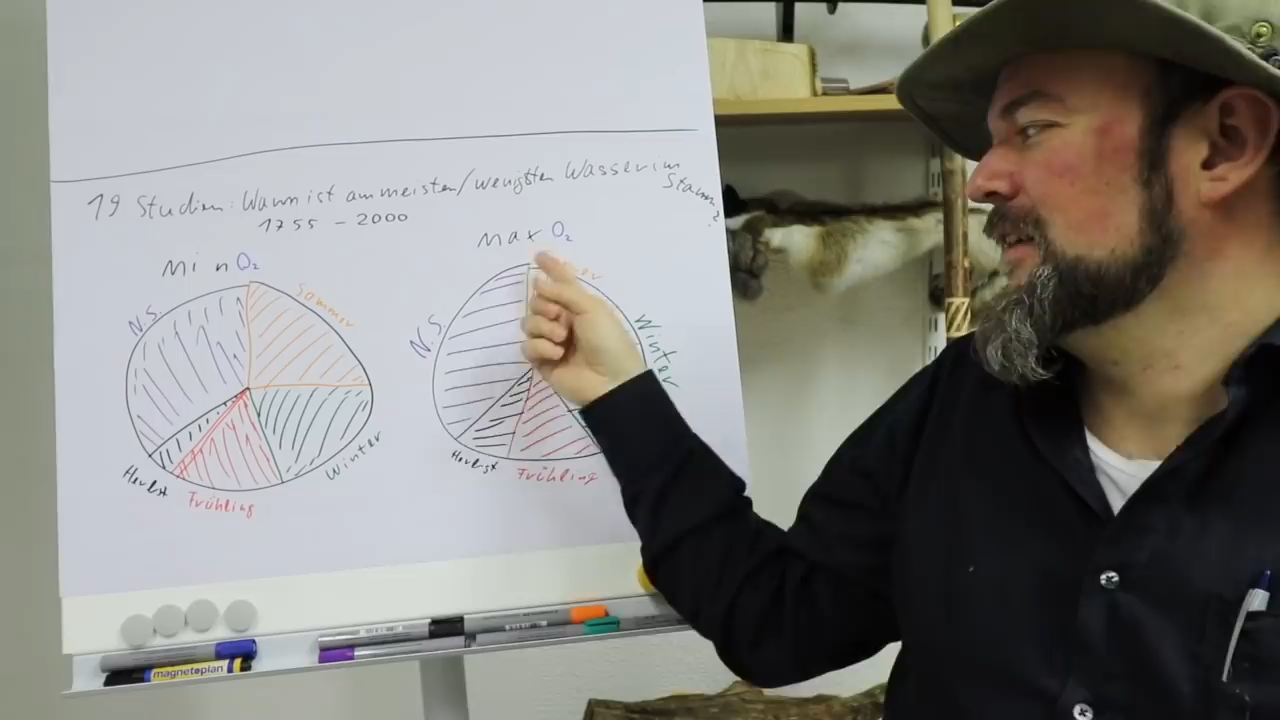 19 Studien: Wann ist am meisten/wenigsten Wasser im
Stamm?
1755 - 2000
Min O₂
N.S.
Sommer
Winter
Frühling
Herbst
Max O₂
N.S.
Winter
Herbst
Frühling
magnetoplan